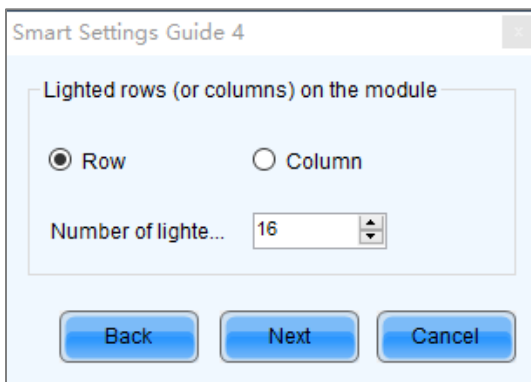 Smart Settings Guide 4
Lighted rows (or columns) on the module
Row Column
Number of lighte... 16
Back Next Cancel